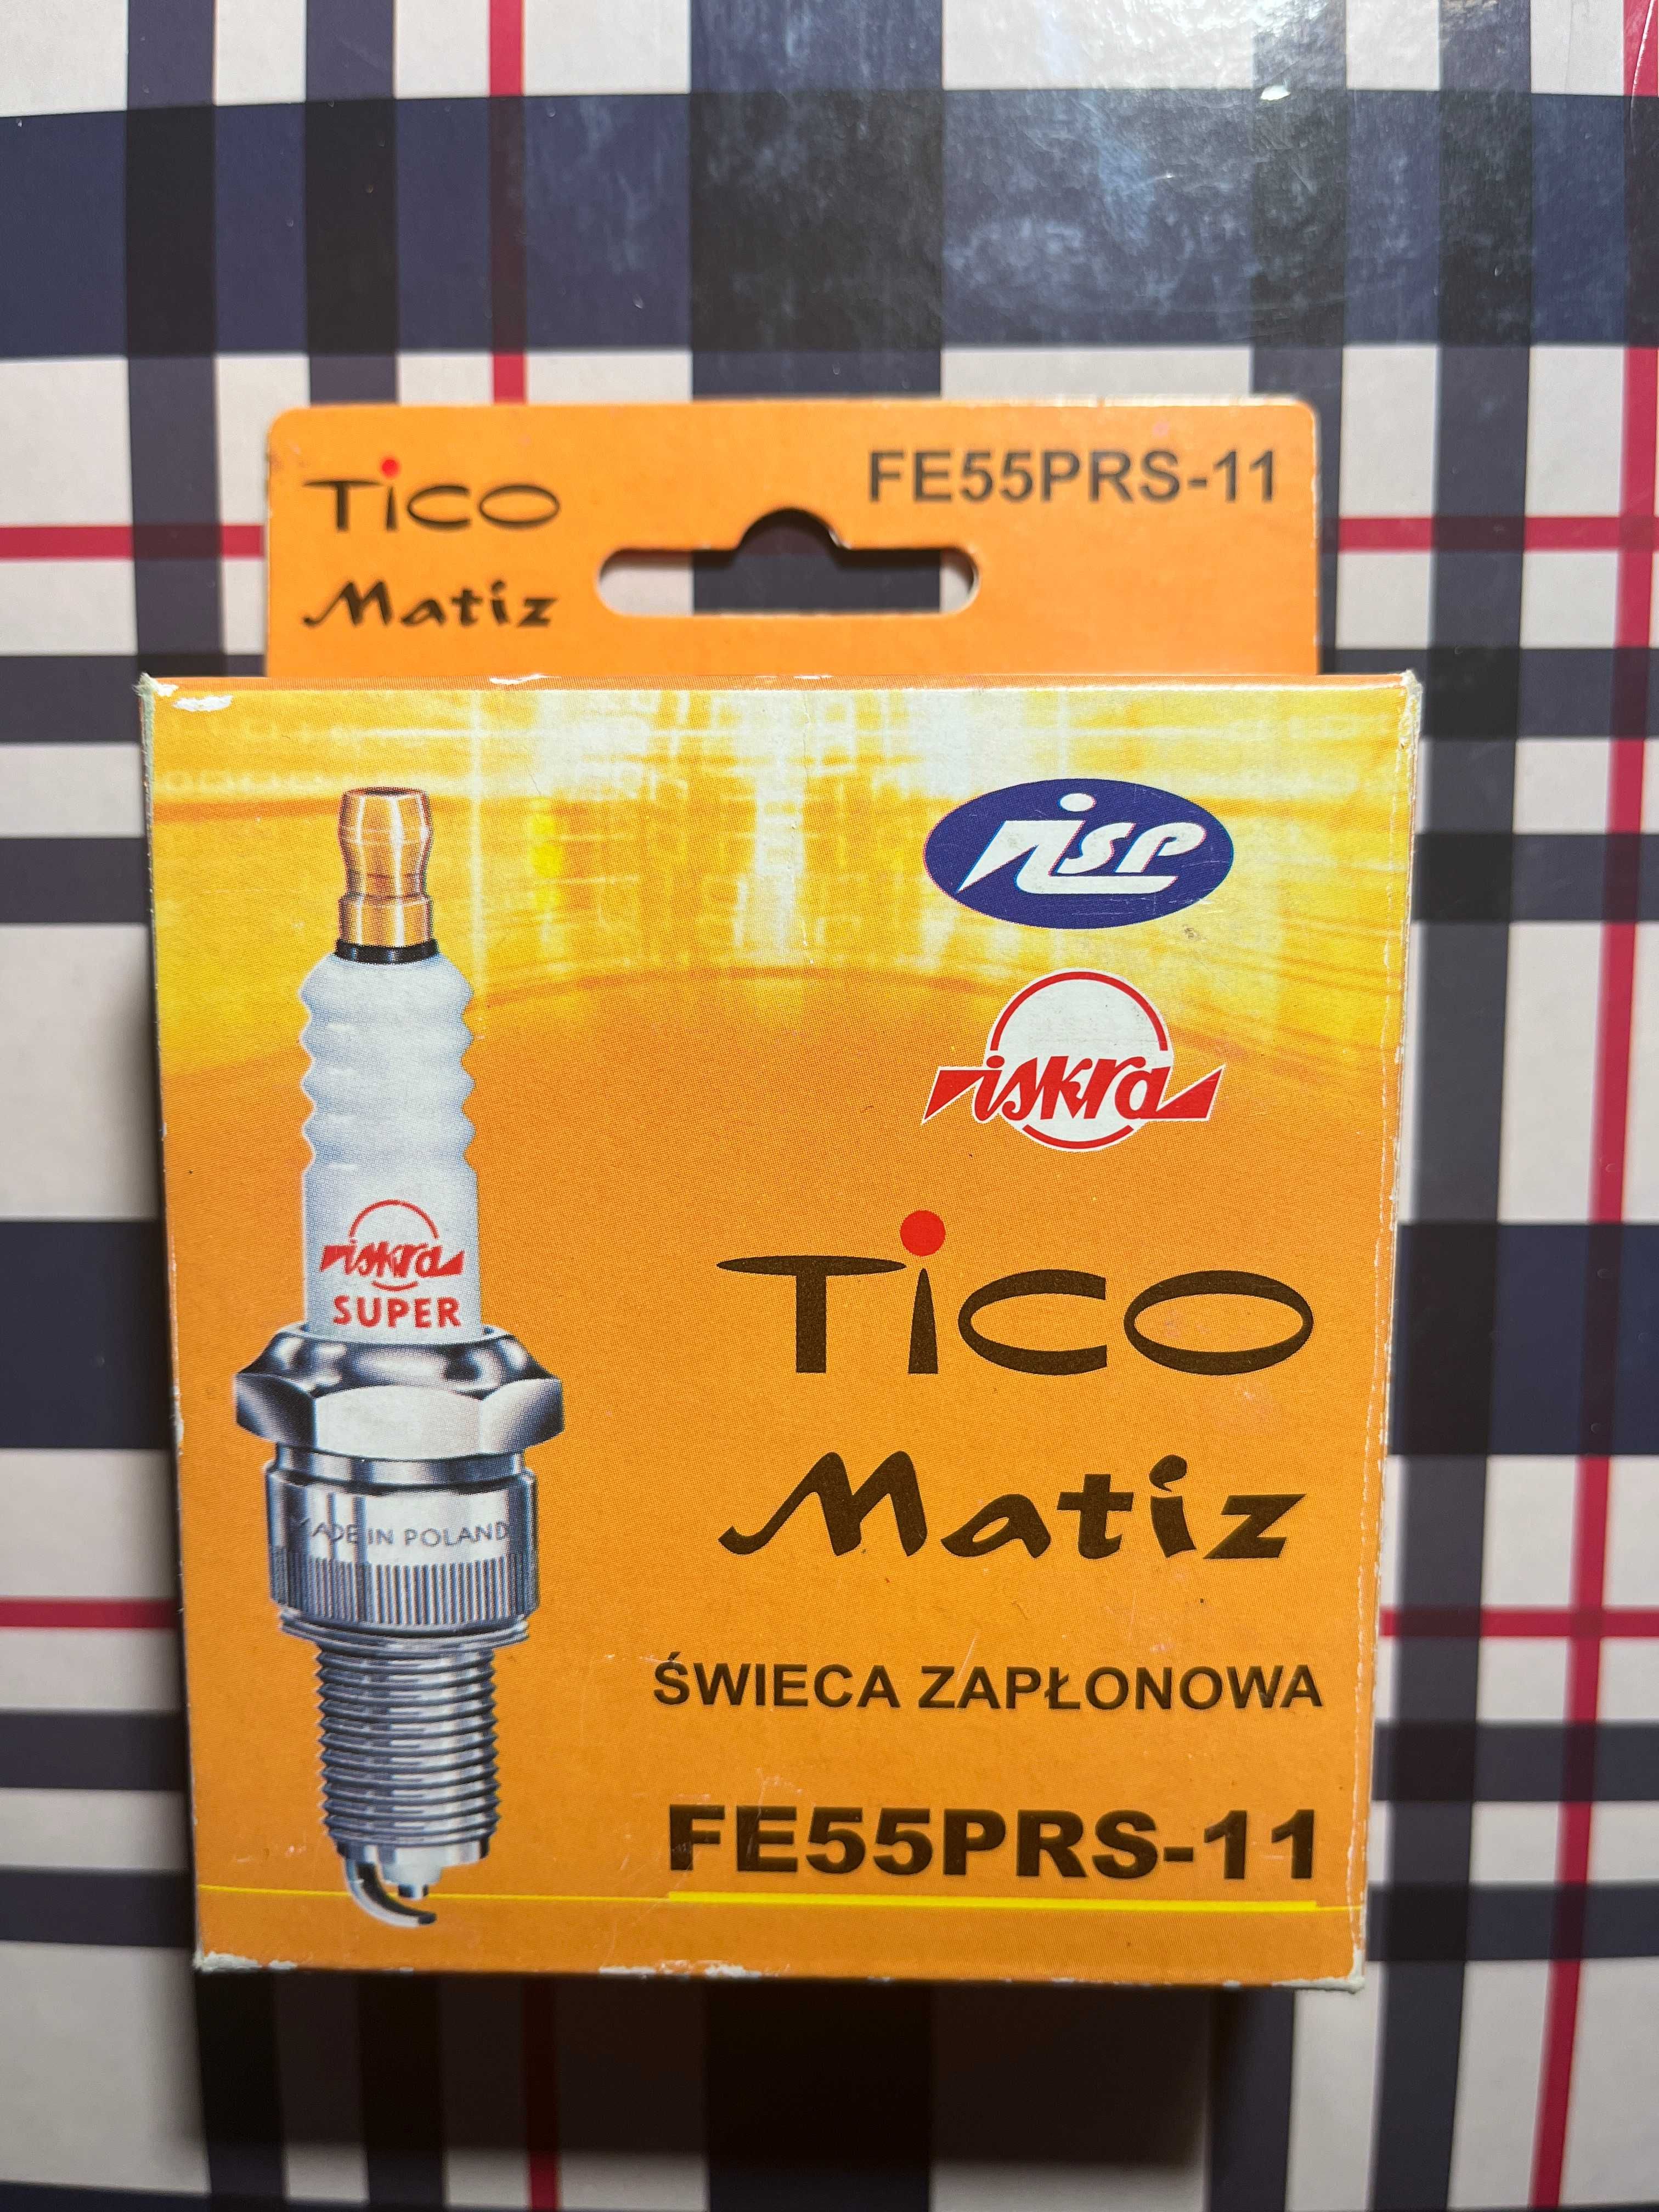 Tico
FE55PRS-11
Matiz
isp
iskra
iskra
SUPER
Tico
Matiz
MADE IN POLAND
ŚWIECA ZAPŁONOWA
FE55PRS-11